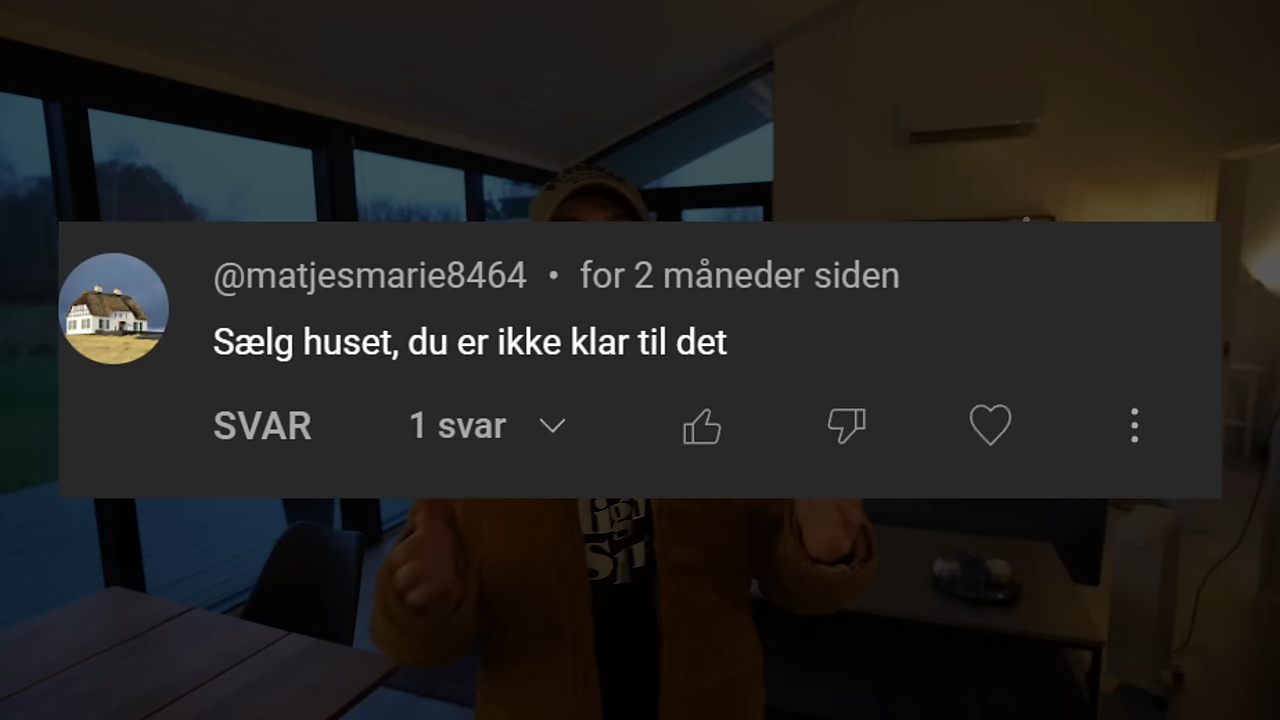 @matjesmarie8464 • for 2 måneder siden
Sælg huset, du er ikke klar til det
SVAR 1 svar